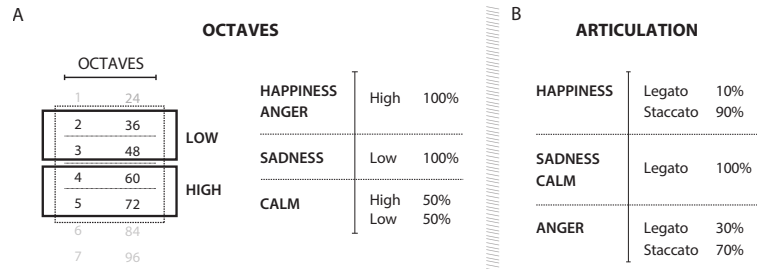 A
OCTAVES
OCTAVES
1 24
2 36
3 48
4 60
5 72
6 84
7 96
LOW
HIGH
HAPPINESS
ANGER
High 100%
SADNESS Low 100%
CALM
High 50%
Low 50%
B
ARTICULATION
HAPPINESS
Legato 10%
Staccato 90%
SADNESS
CALM
Legato 100%
ANGER
Legato 30%
Staccato 70%